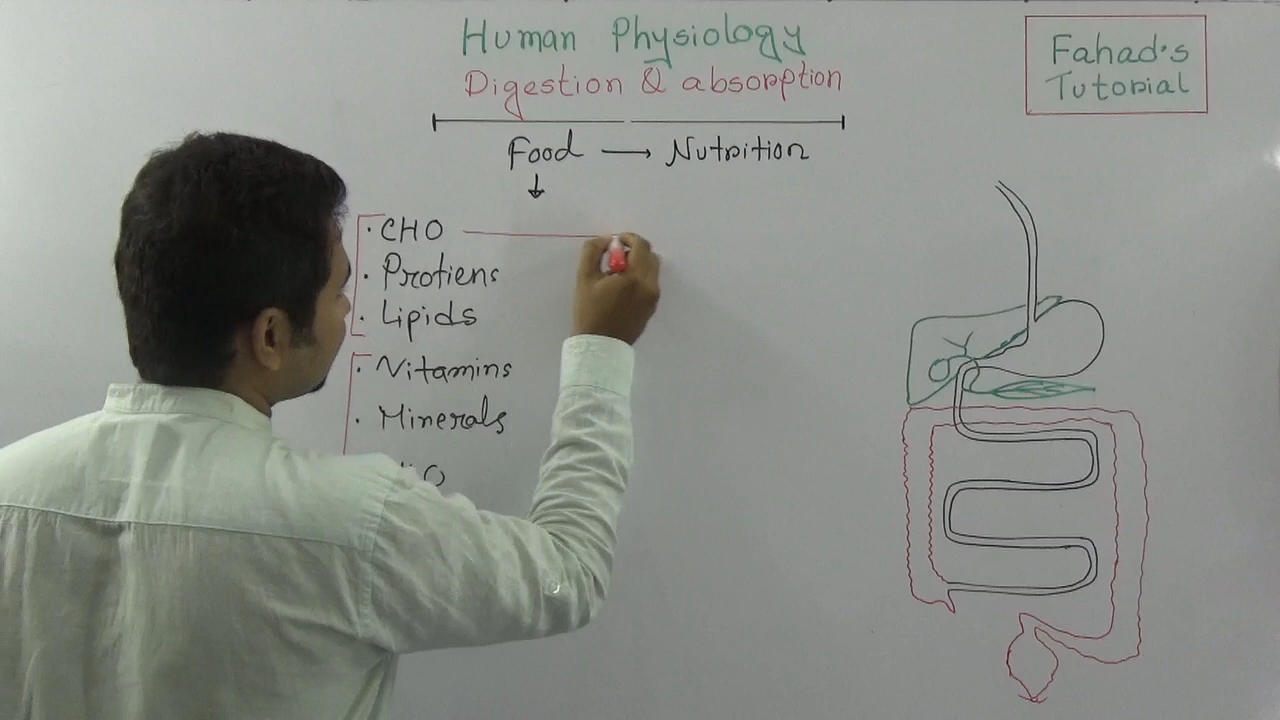 Human Physiology
Digestion & absorption
Fahad's
Tutorial
Food → Nutrition
↓
· CHO
· Protiens
· Lipids
· Vitamins
· Minerals